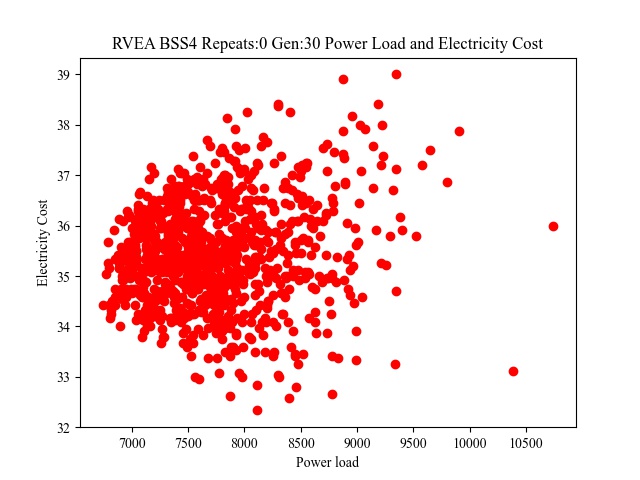 RVEA BSS4 Repeats:0 Gen:30 Power Load and Electricity Cost
39
38
37
36
35
34
33
32
Electricity Cost
7000 7500 8000 8500 9000 9500 10000 10500
Power load